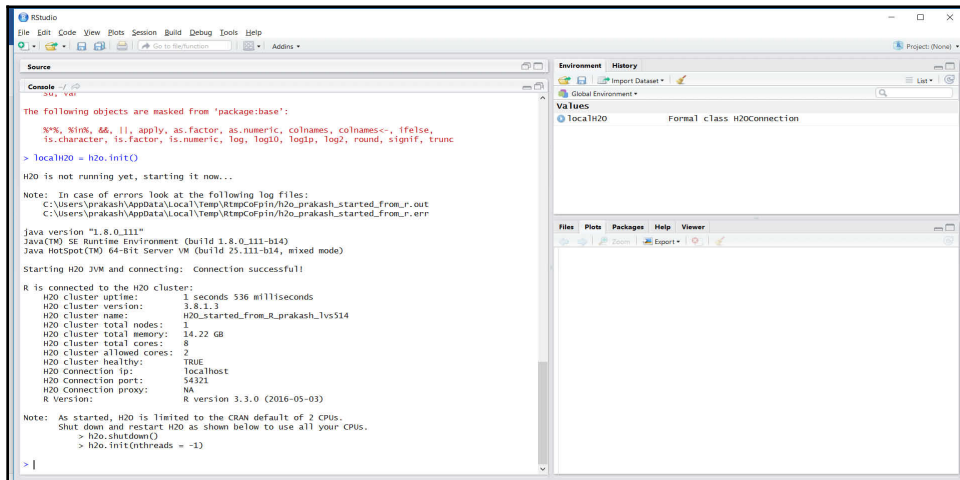 RStudio
File Edit Code View Plots Session Build Debug Tools Help
Go to file/function Addins Project: (None)
Source
Console ~/
sd, var
The following objects are masked from ‘package:base’:
%*%, %in%, &&, ||, apply, as.factor, as.numeric, colnames, colnames<-, ifelse,
is.character, is.factor, is.numeric, log, log10, log1p, log2, round, signif, trunc
> localH2O = h2o.init()
H2O is not running yet, starting it now...
Note:  In case of errors look at the following log files:
C:\Users\prakash\AppData\Local\Temp\RtmpCoFpin/h2o_prakash_started_from_r.out
C:\Users\prakash\AppData\Local\Temp\RtmpCoFpin/h2o_prakash_started_from_r.err
java version "1.8.0_111"
Java(TM) SE Runtime Environment (build 1.8.0_111-b14)
Java HotSpot(TM) 64-Bit Server VM (build 25.111-b14, mixed mode)
Starting H2O JVM and connecting:  Connection successful!
R is connected to the H2O cluster:
H2O cluster uptime:         1 seconds 536 milliseconds
H2O cluster version:        3.8.1.3
H2O cluster name:           H2O_started_from_R_prakash_lvs514
H2O cluster total nodes:    1
H2O cluster total memory:   14.22 GB
H2O cluster total cores:    8
H2O cluster allowed cores:  2
H2O cluster healthy:        TRUE
H2O Connection ip:          localhost
H2O Connection port:        54321
H2O Connection proxy:       NA
R Version:                  R version 3.3.0 (2016-05-03)
Note:  As started, H2O is limited to the CRAN default of 2 CPUs.
Shut down and restart H2O as shown below to use all your CPUs.
> h2o.shutdown()
> h2o.init(nthreads = -1)
>
Environment History
Import Dataset List
Global Environment
Values
localH2O Formal class H2OConnection
Files Plots Packages Help Viewer
Zoom Export